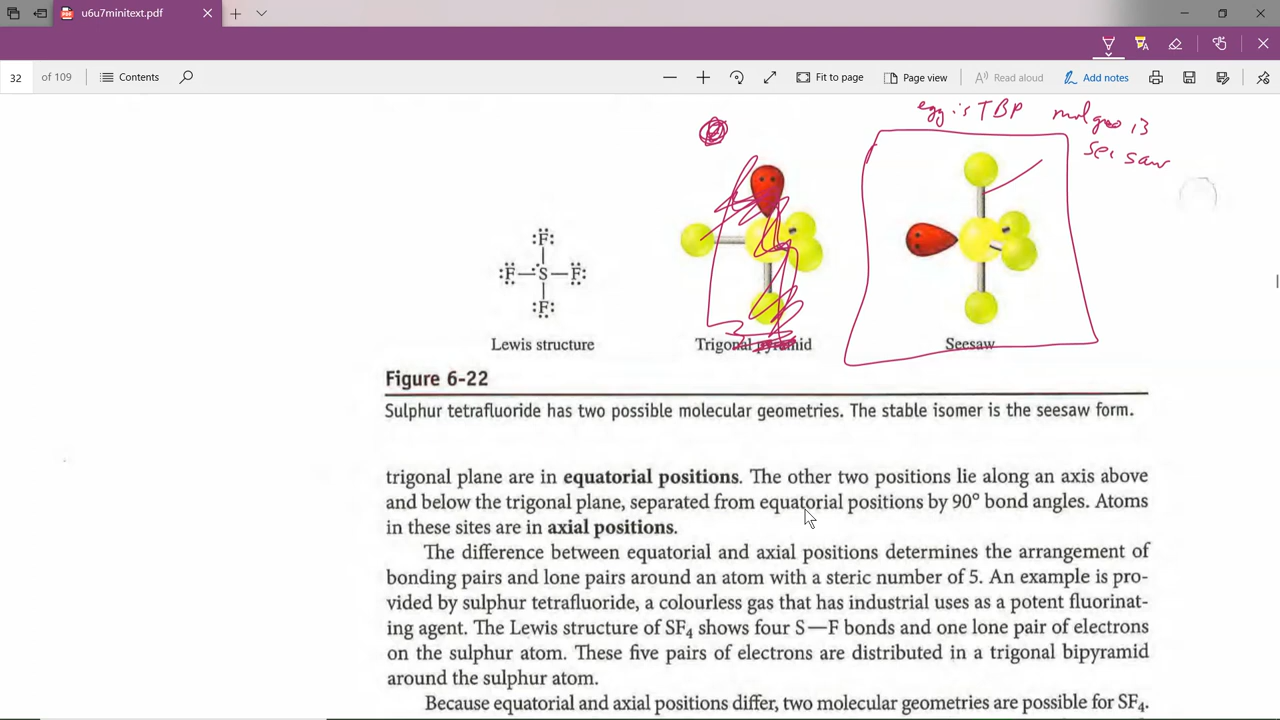 u6u7minitext.pdf
32 of 109 Contents Fit to page Page view Read aloud Add notes
egg is TBP mol geo is
see saw
:F:
:F—S—F:
:F:
Lewis structure Trigonal pyramid Seesaw
Figure 6-22
Sulphur tetrafluoride has two possible molecular geometries. The stable isomer is the seesaw form.
trigonal plane are in equatorial positions. The other two positions lie along an axis above
and below the trigonal plane, separated from equatorial positions by 90° bond angles. Atoms
in these sites are in axial positions.
The difference between equatorial and axial positions determines the arrangement of
bonding pairs and lone pairs around an atom with a steric number of 5. An example is pro-
vided by sulphur tetrafluoride, a colourless gas that has industrial uses as a potent fluorinat-
ing agent. The Lewis structure of SF₄ shows four S—F bonds and one lone pair of electrons
on the sulphur atom. These five pairs of electrons are distributed in a trigonal bipyramid
around the sulphur atom.
Because equatorial and axial positions differ, two molecular geometries are possible for SF₄.